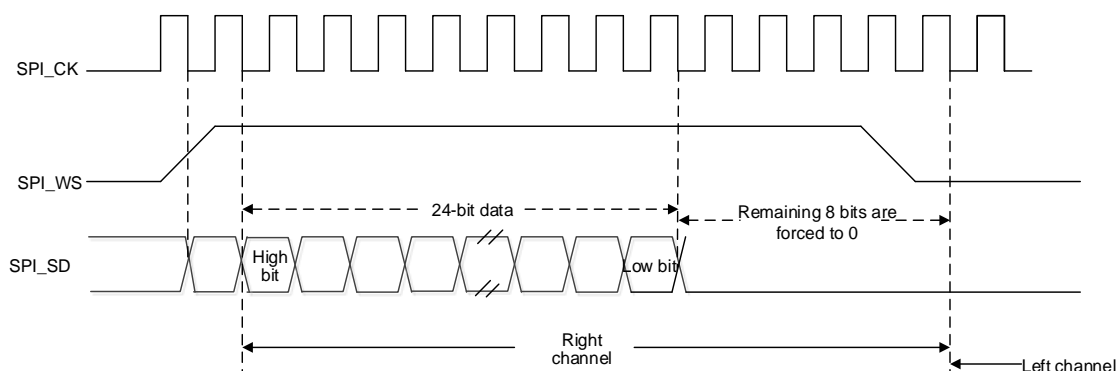 SPI_CK
SPI_WS
24-bit data
Remaining 8 bits are
forced to 0
SPI_SD
High
bit
Low bit
Right
channel
Left channel